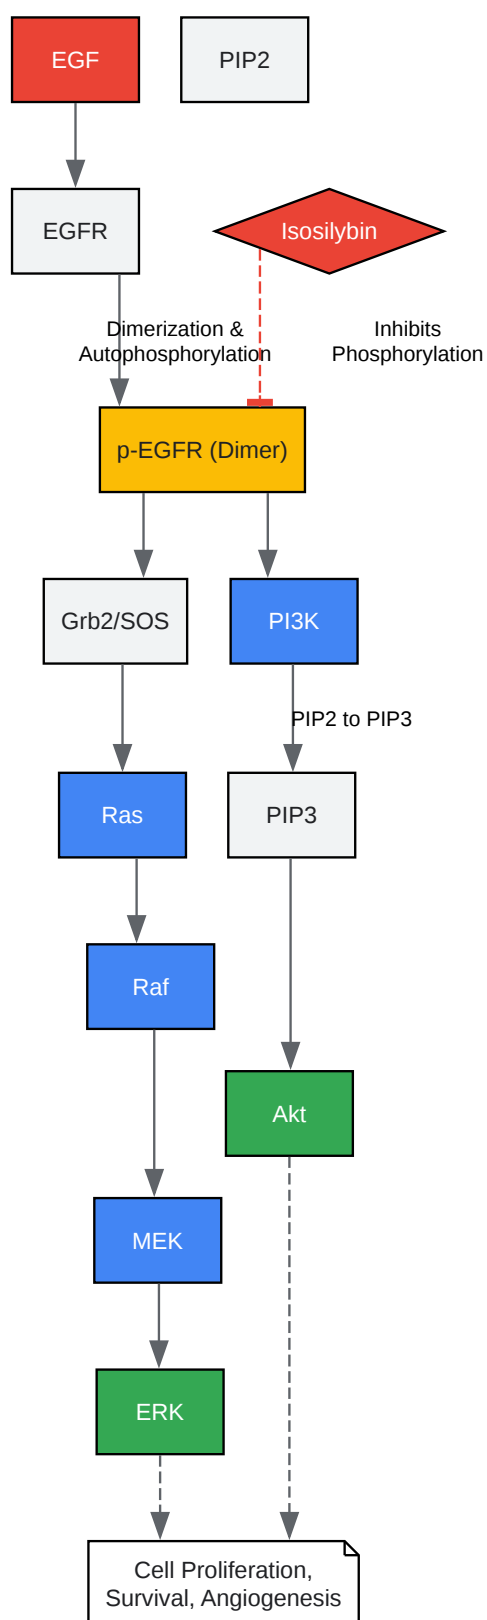 EGF
PIP2
EGFR
Isosilybin
Dimerization &
Autophosphorylation
Inhibits
Phosphorylation
p-EGFR (Dimer)
Grb2/SOS
PI3K
PIP2 to PIP3
Ras
PIP3
Raf
Akt
MEK
ERK
Cell Proliferation,
Survival, Angiogenesis